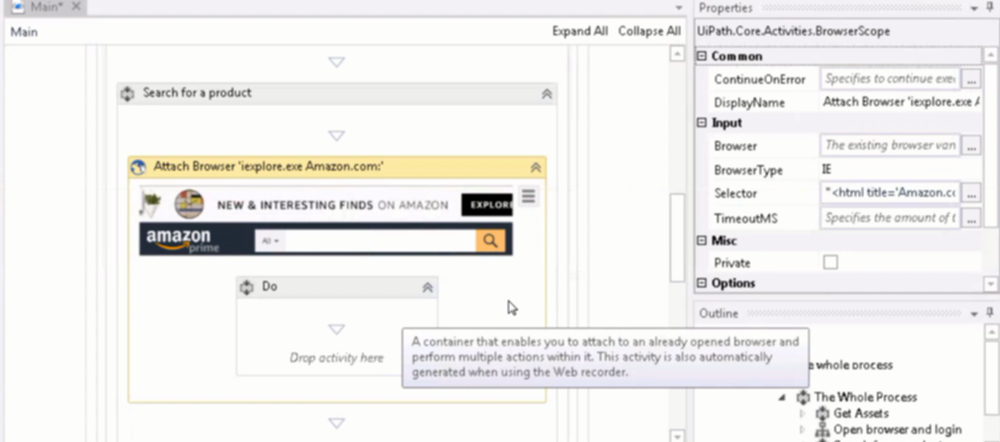 Main*
Main
Expand All Collapse All
Search for a product
Attach Browser 'iexplore.exe Amazon.com:'
NEW & INTERESTING FINDS ON AMAZON
EXPLORE
amazon
prime
All
Do
Drop activity here
A container that enables you to attach to an already opened browser and
perform multiple actions within it. This activity is also automatically
generated when using the Web recorder.
Properties
UiPath.Core.Activities.BrowserScope
Common
ContinueOnError Specifies to continue exe ...
DisplayName Attach Browser 'iexplore.exe A
Input
Browser The existing browser vari ...
BrowserType IE
Selector "<html title='Amazon.co ...
TimeoutMS Specifies the amount of t ...
Misc
Private
Options
Outline
e whole process
The Whole Process
Get Assets
Open browser and login